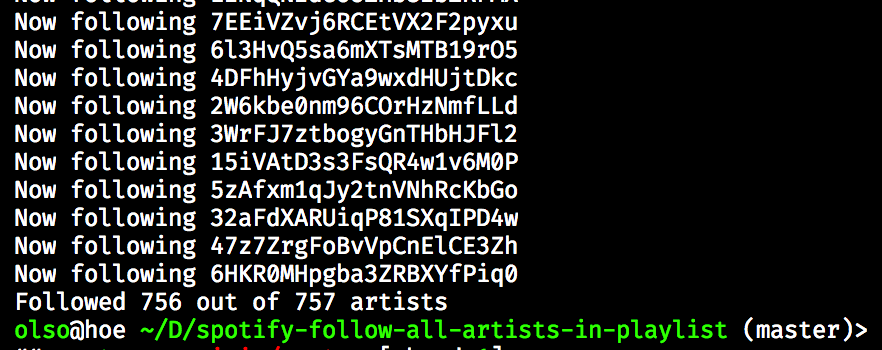 Now following
Now following 7EEiVZvj6RCEtVX2F2pyxu
Now following 6l3HvQ5sa6mXTsMTB19rO5
Now following 4DFhHyjvGYa9wxdHUjtDkc
Now following 2W6kbe0nm96COrHzNmfLLd
Now following 3WrFJ7ztbogyGnTHbHJFl2
Now following 15iVAtD3s3FsQR4w1v6M0P
Now following 5zAfxm1qJy2tnVNhRcKbGo
Now following 32aFdXARUiqP81SXqIPD4w
Now following 47z7ZrgFoBvVpCnElCE3Zh
Now following 6HKR0MHpgba3ZRBXYfPiq0
Followed 756 out of 757 artists
olso@hoe ~/D/spotify-follow-all-artists-in-playlist (master)>